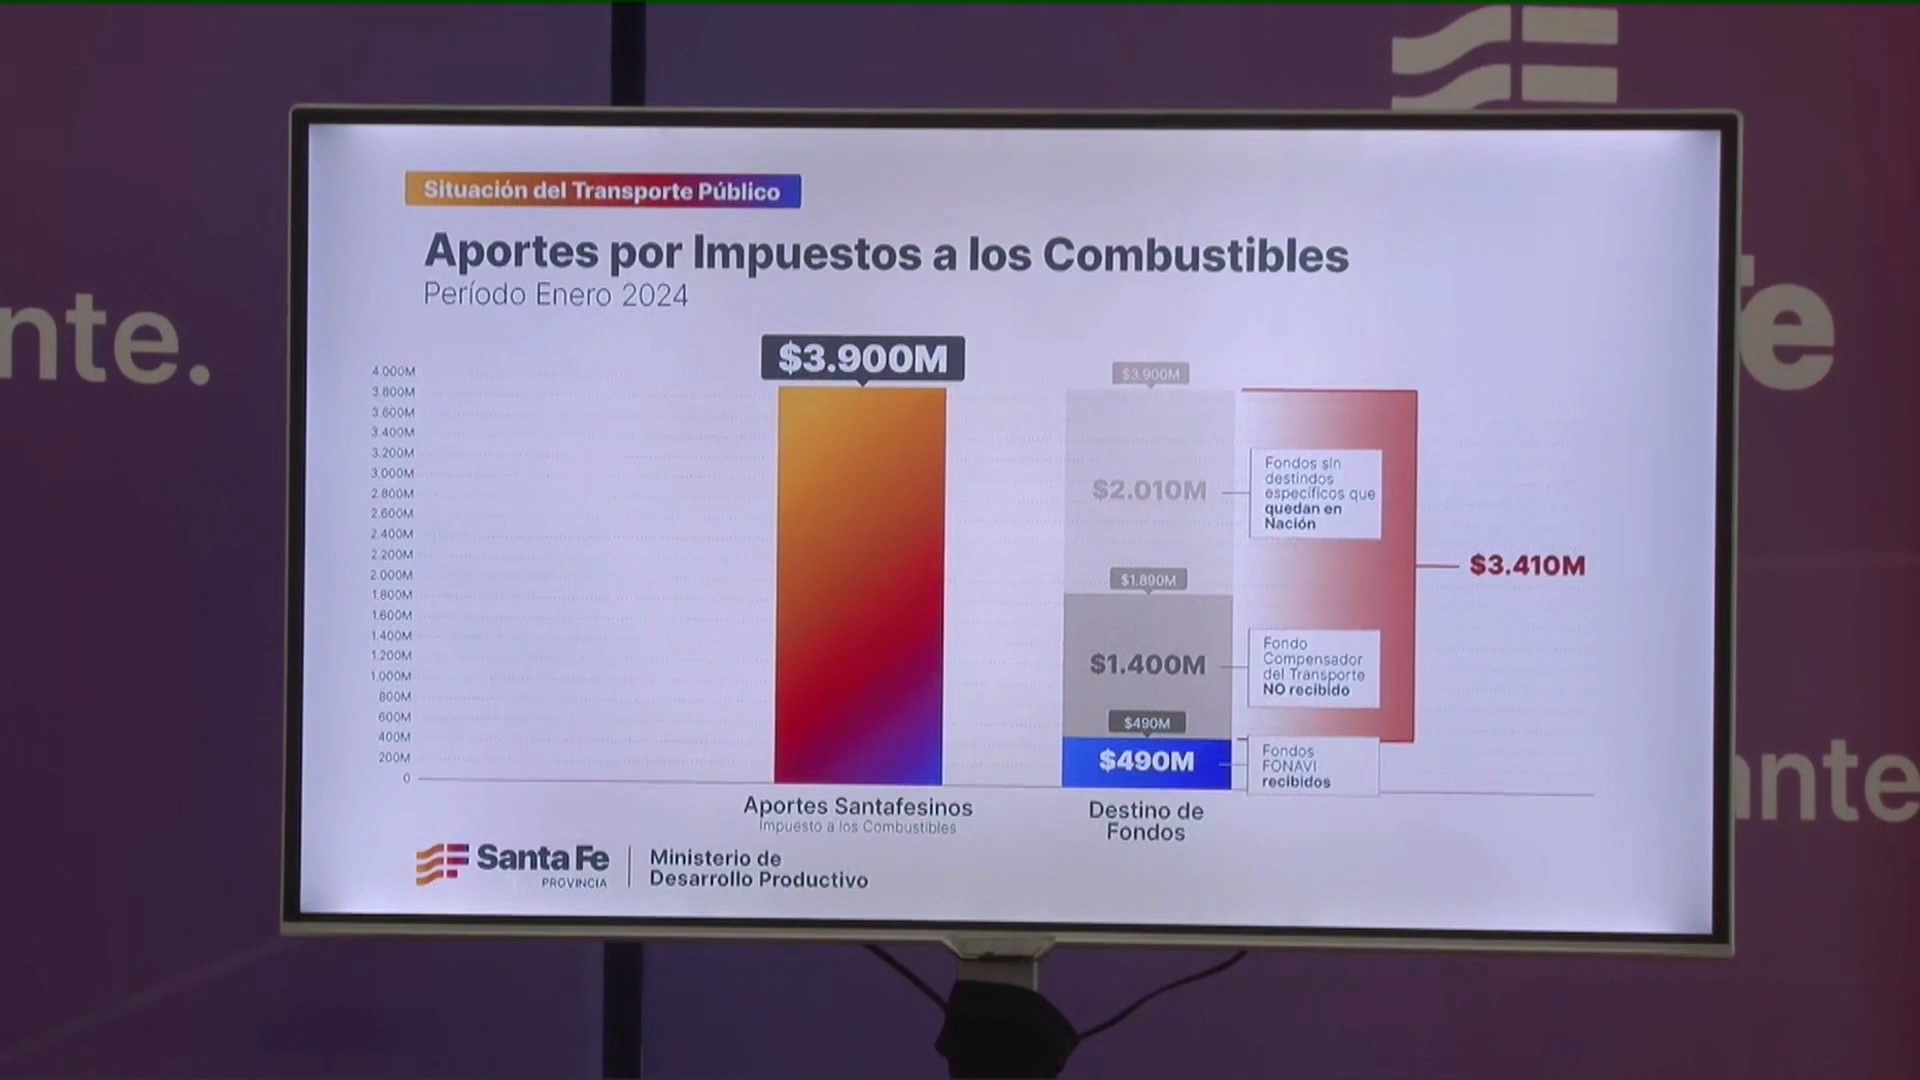 nte.
e
ante
Situación del Transporte Público
Aportes por Impuestos a los Combustibles
Período Enero 2024
4.000M
3.800M
3.600M
3.400M
3.200M
3.000M
2.800M
2.600M
2.400M
2.200M
2.000M
1.800M
1.600M
1.400M
1.200M
1.000M
800M
600M
400M
200M
0
$3.900M
Aportes Santafesinos
Impuesto a los Combustibles
$3.900M
$2.010M
$1.890M
$1.400M
$490M
$490M
Destino de
Fondos
Fondos sin
destindos
específicos que
quedan en
Nación
Fondo
Compensador
del Transporte
NO recibido
Fondos
FONAVI
recibidos
$3.410M
Santa Fe
PROVINCIA
Ministerio de
Desarrollo Productivo